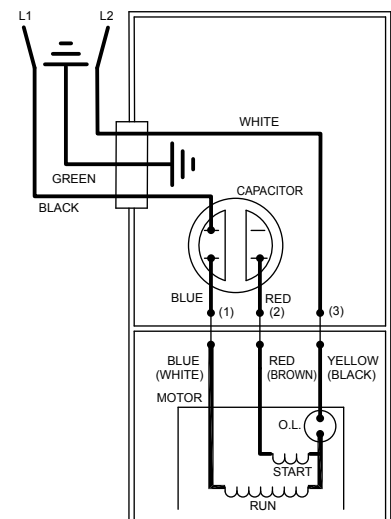 L1 L2
WHITE
GREEN
CAPACITOR
BLACK
BLUE RED
(1) (2) (3)
BLUE RED YELLOW
(WHITE) (BROWN) (BLACK)
MOTOR
O.L.
START
RUN